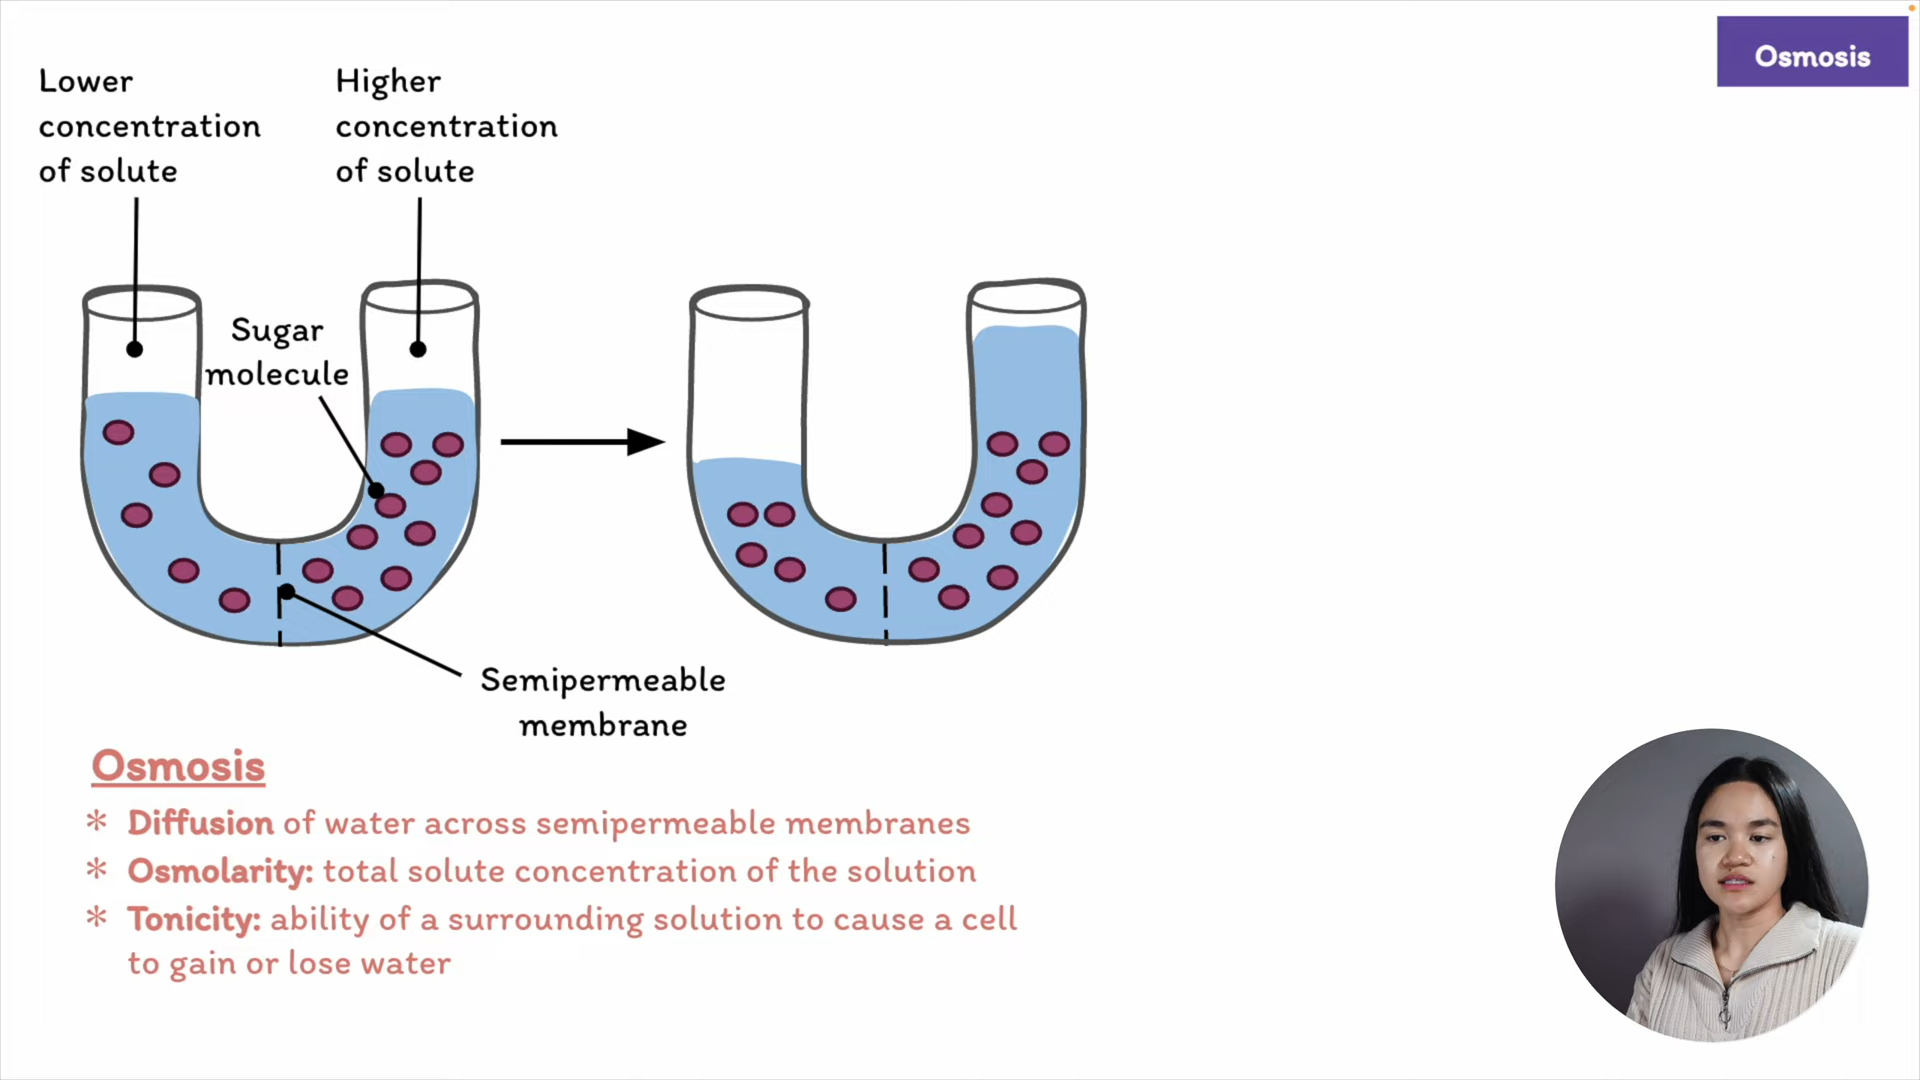 Osmosis
Lower
concentration
of solute
Higher
concentration
of solute
Sugar
molecule
Semipermeable
membrane
Osmosis
* Diffusion of water across semipermeable membranes
* Osmolarity: total solute concentration of the solution
* Tonicity: ability of a surrounding solution to cause a cell
to gain or lose water